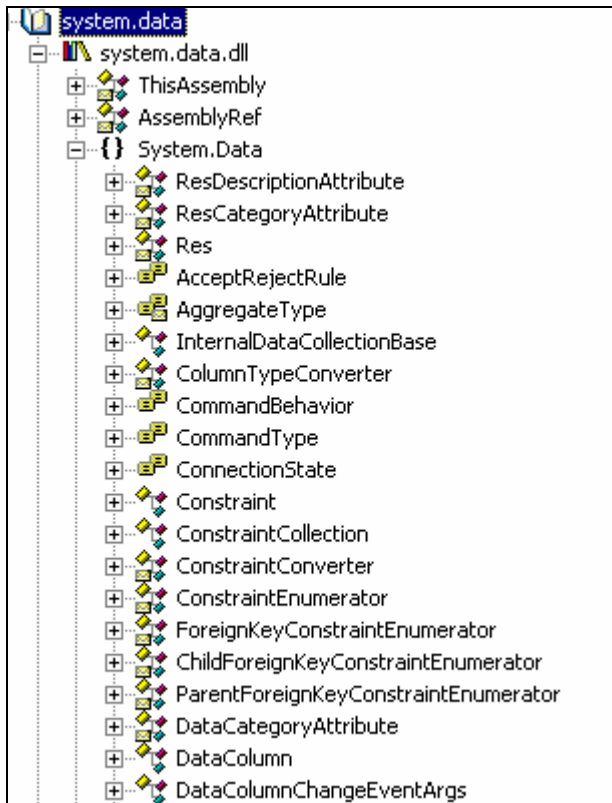 system.data
system.data.dll
ThisAssembly
AssemblyRef
{} System.Data
ResDescriptionAttribute
ResCategoryAttribute
Res
AcceptRejectRule
AggregateType
InternalDataCollectionBase
ColumnTypeConverter
CommandBehavior
CommandType
ConnectionState
Constraint
ConstraintCollection
ConstraintConverter
ConstraintEnumerator
ForeignKeyConstraintEnumerator
ChildForeignKeyConstraintEnumerator
ParentForeignKeyConstraintEnumerator
DataCategoryAttribute
DataColumn
DataColumnChangeEventArgs